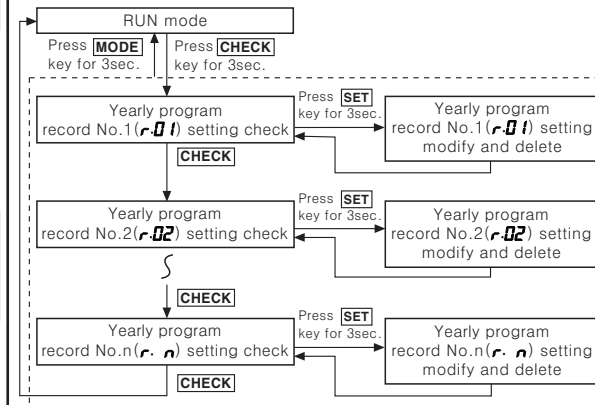 RUN mode
Press MODE
key for 3sec.
Press CHECK
key for 3sec.
Yearly program
record No.1(r.01) setting check
Press SET
key for 3sec.
Yearly program
record No.1(r.01) setting
modify and delete
CHECK
Yearly program
record No.2(r.02) setting check
Press SET
key for 3sec.
Yearly program
record No.2(r.02) setting
modify and delete
CHECK
Yearly program
record No.n(r. n) setting check
Press SET
key for 3sec.
Yearly program
record No.n(r. n) setting
modify and delete
CHECK